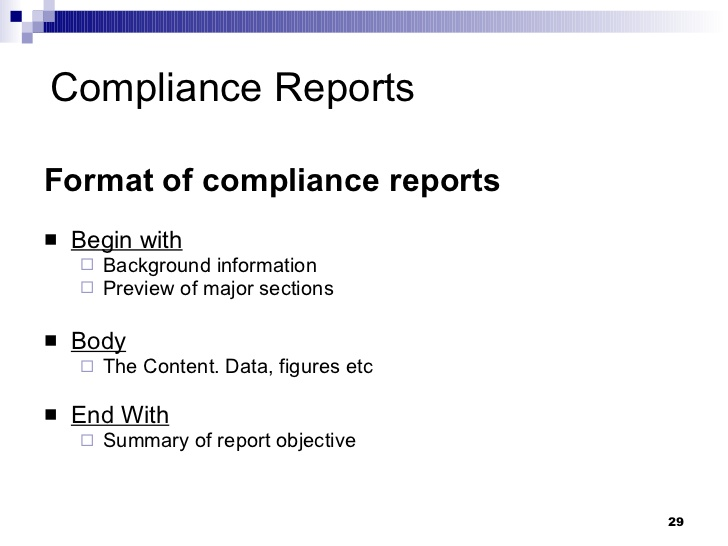 Compliance Reports
Format of compliance reports
Begin with
Background information
Preview of major sections
Body
The Content. Data, figures etc
End With
Summary of report objective
29